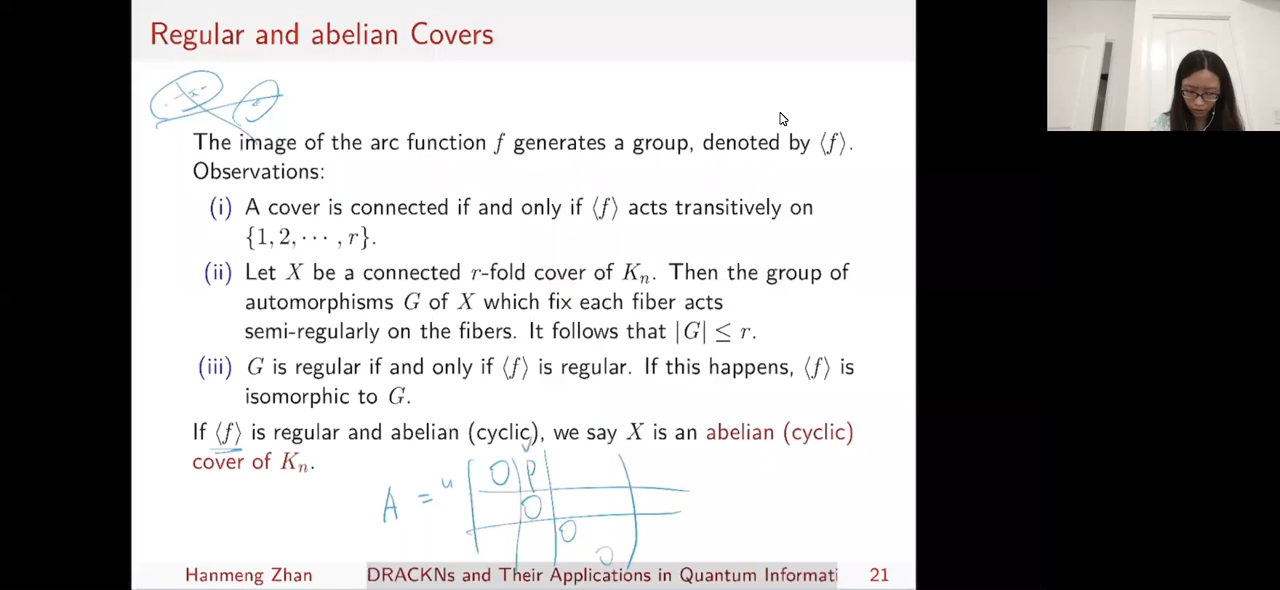 Regular and abelian Covers
The image of the arc function f generates a group, denoted by ⟨f⟩.
Observations:
(i) A cover is connected if and only if ⟨f⟩ acts transitively on
{1, 2, ⋯ , r}.
(ii) Let X be a connected r-fold cover of Kₙ. Then the group of
automorphisms G of X which fix each fiber acts
semi-regularly on the fibers. It follows that |G| ≤ r.
(iii) G is regular if and only if ⟨f⟩ is regular. If this happens, ⟨f⟩ is
isomorphic to G.
If ⟨f⟩ is regular and abelian (cyclic), we say X is an abelian (cyclic)
cover of Kₙ.
A = u
0 P
0
0
0
Hanmeng Zhan DRACKNs and Their Applications in Quantum Informati 21